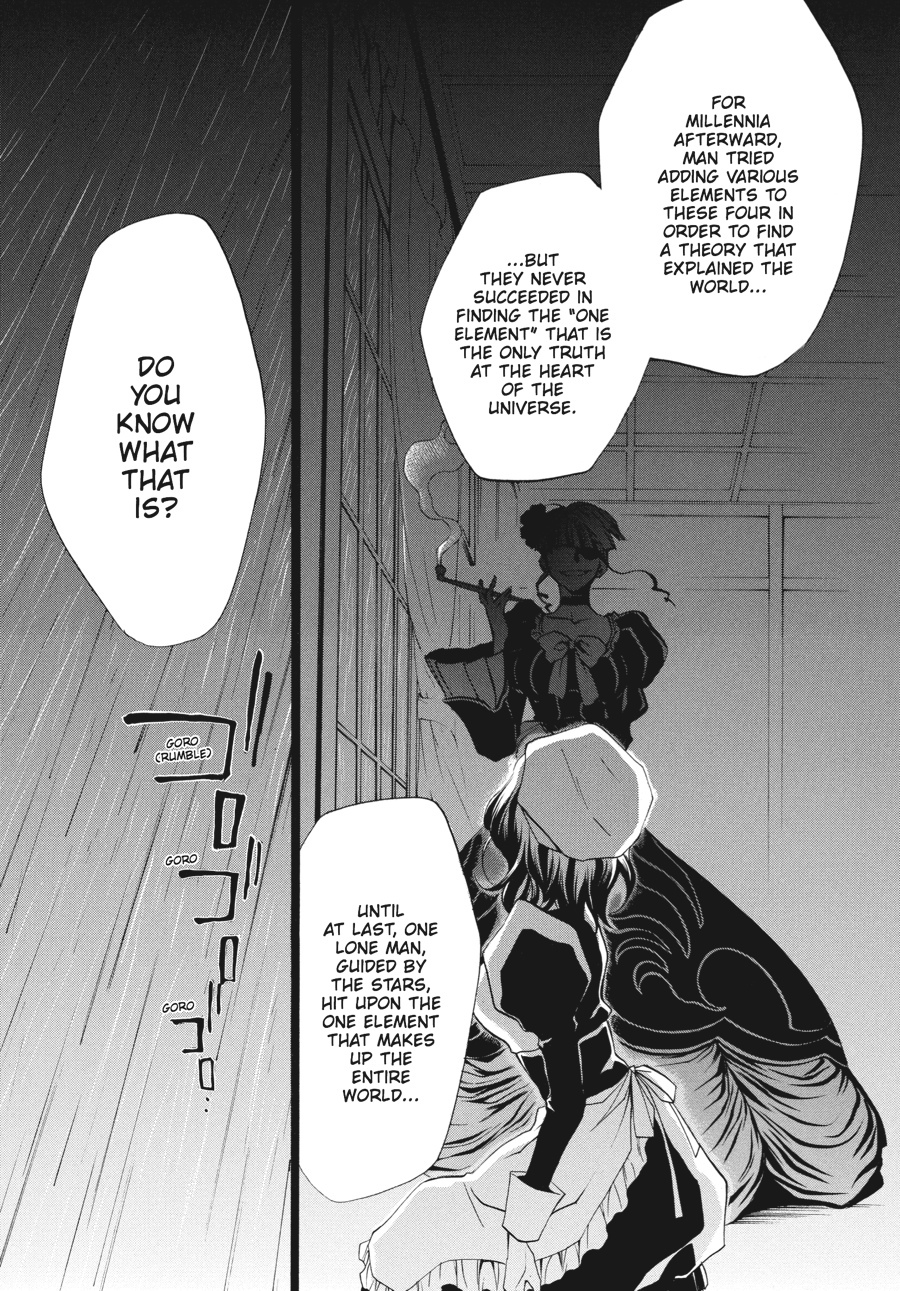 FOR
MILLENNIA
AFTERWARD,
MAN TRIED
ADDING VARIOUS
ELEMENTS TO
THESE FOUR IN
ORDER TO FIND
A THEORY THAT
EXPLAINED THE
WORLD...
...BUT
THEY NEVER
SUCCEEDED IN
FINDING THE "ONE
ELEMENT" THAT IS
THE ONLY TRUTH
AT THE HEART
OF THE
UNIVERSE.
UNTIL
AT LAST, ONE
LONE MAN,
GUIDED BY
THE STARS,
HIT UPON THE
ONE ELEMENT
THAT MAKES
UP THE
ENTIRE
WORLD...
DO
YOU
KNOW
WHAT
THAT
IS?
ゴロ
GORO
(RUMBLE)
ゴロ
GORO
ゴロ
GORO